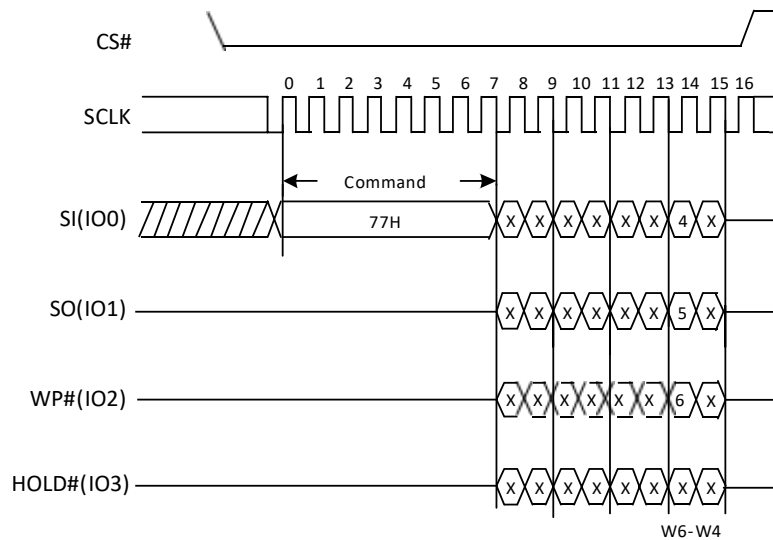 CS#
0 1 2 3 4 5 6 7 8 9 10 11 12 13 14 15 16
SCLK
Command
SI(IO0) 77H X X X X X X 4 X
SO(IO1) X X X X X X 5 X
WP#(IO2) X X X X X X 6 X
HOLD#(IO3) X X X X X X X X
W6-W4